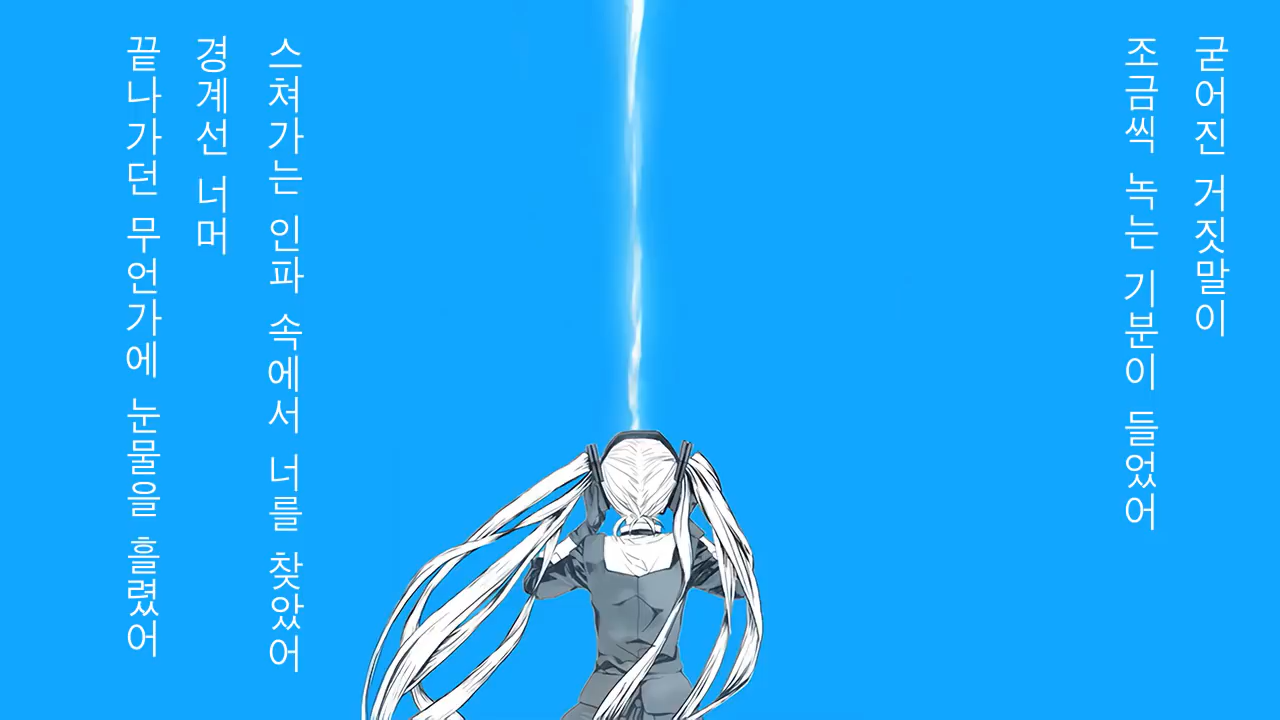 굳어진 거짓말이
조금씩 녹는 기분이 들었어
스쳐가는 인파 속에서 너를 찾았어
경계선 너머
끝나가던 무언가에 눈물을 흘렸어